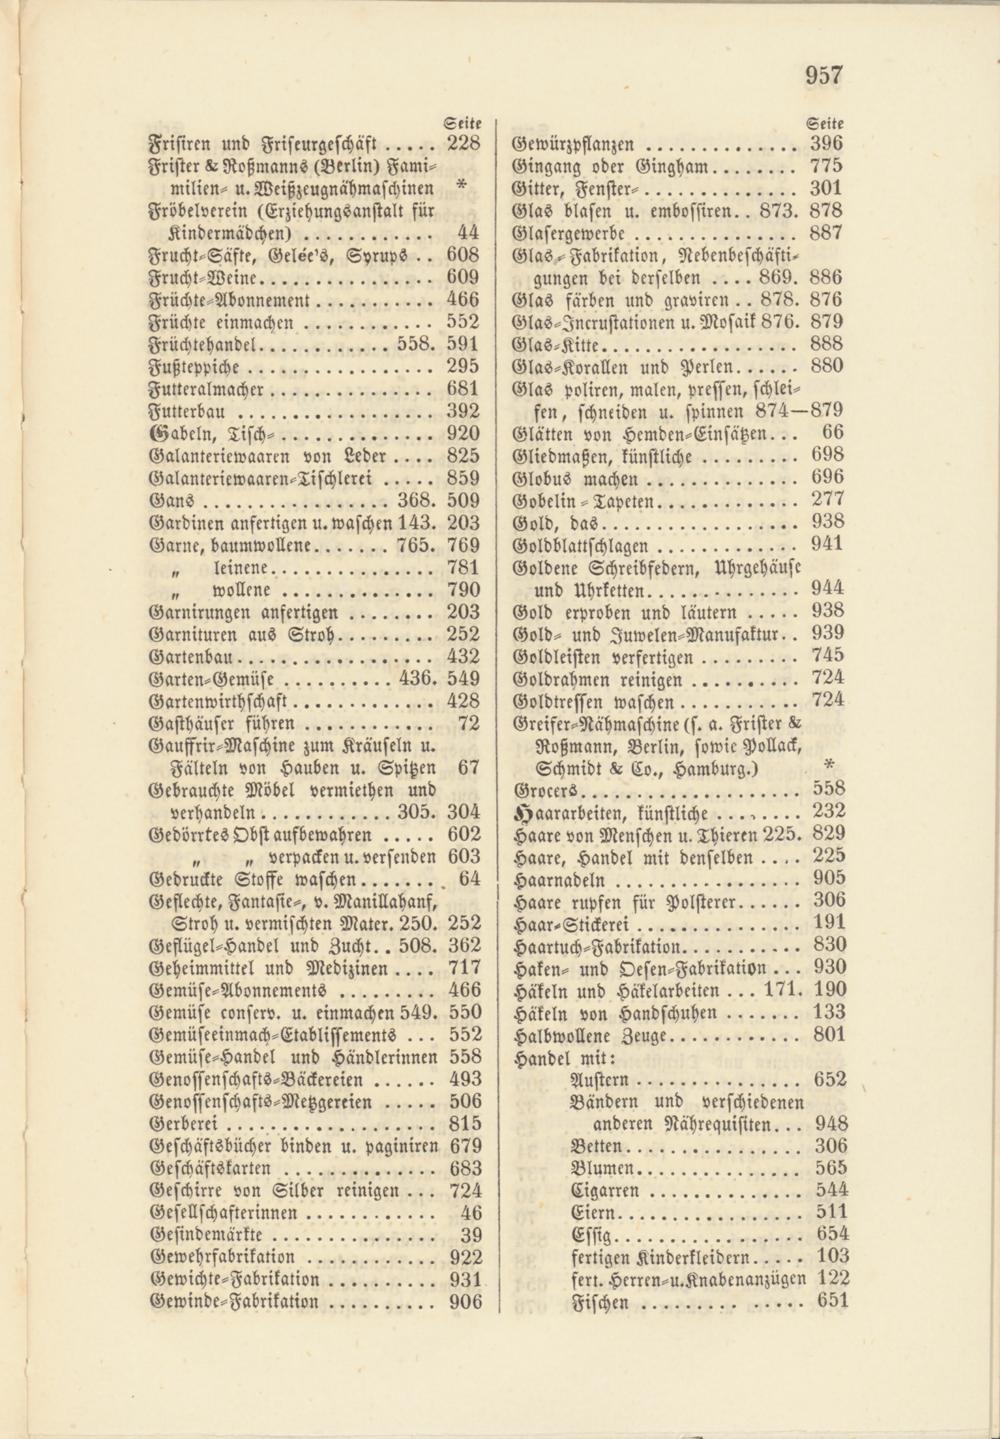 957
Seite
Frisiren und Friseurgeschäft ..... 228
Frister & Roßmanns (Berlin) Fami-
milien- u. Weißzeugnähmaschinen *
Fröbelverein (Erziehungsanstalt für
Kindermädchen) ............ 44
Frucht-Säfte, Gelée's, Syrups .. 608
Frucht-Weine................ 609
Früchte-Abonnement........... 466
Früchte einmachen ............ 552
Früchtehandel............ 558. 591
Fußteppiche ................. 295
Futteralmacher............... 681
Futterbau .................. 392
Gabeln, Tisch-............... 920
Galanteriewaaren von Leder .... 825
Galanteriewaaren-Tischlerei ..... 859
Gans ................. 368. 509
Gardinen anfertigen u. waschen 143. 203
Garne, baumwollene....... 765. 769
„ leinene............... 781
„ wollene .............. 790
Garnirungen anfertigen ........ 203
Garnituren aus Stroh......... 252
Gartenbau.................. 432
Garten-Gemüse .......... 436. 549
Gartenwirthschaft............. 428
Gasthäuser führen ............ 72
Gauffrir-Maschine zum Kräuseln u.
Fälteln von Hauben u. Spitzen 67
Gebrauchte Möbel vermiethen und
verhandeln............ 305. 304
Gedörrtes Obst aufbewahren ..... 602
„ „ verpacken u. versenden 603
Gedruckte Stoffe waschen....... 64
Geflechte, Fantasie-, v. Manillahanf,
Stroh u. vermischten Mater. 250. 252
Geflügel-Handel und Zucht.. 508. 362
Geheimmittel und Medizinen .... 717
Gemüse-Abonnements ......... 466
Gemüse conserv. u. einmachen 549. 550
Gemüseeinmach-Etablissements ... 552
Gemüse-Handel und Händlerinnen 558
Genossenschafts-Bäckereien ...... 493
Genossenschafts-Metzgereien ..... 506
Gerberei ................... 815
Geschäftsbücher binden u. paginiren 679
Geschäftskarten .............. 683
Geschirre von Silber reinigen ... 724
Gesellschafterinnen ............ 46
Gesindemärkte ............... 39
Gewehrfabrikation ............ 922
Gewichte-Fabrikation .......... 931
Gewinde-Fabrikation .......... 906
Seite
Gewürzpflanzen .............. 396
Gingang oder Gingham........ 775
Gitter, Fenster-.............. 301
Glas blasen u. embossiren.. 873. 878
Glasergewerbe ............... 887
Glas-Fabrikation, Nebenbeschäfti-
gungen bei derselben .... 869. 886
Glas färben und graviren .. 878. 876
Glas-Incrustationen u. Mosaik 876. 879
Glas-Kitte.................. 888
Glas-Korallen und Perlen...... 880
Glas poliren, malen, pressen, schlei-
fen, schneiden u. spinnen 874—879
Glätten von Hemden-Einsätzen... 66
Gliedmaßen, künstliche ......... 698
Globus machen .............. 696
Gobelin-Tapeten............. 277
Gold, das.................. 938
Goldblattschlagen ............. 941
Goldene Schreibfedern, Uhrgehäuse
und Uhrketten.............. 944
Gold erproben und läutern ..... 938
Gold- und Juwelen-Manufaktur.. 939
Goldleisten verfertigen ......... 745
Goldrahmen reinigen .......... 724
Goldtressen waschen ........... 724
Greifer-Nähmaschine (s. a. Frister &
Roßmann, Berlin, sowie Pollack,
Schmidt & Co., Hamburg.) *
Grocers.................... 558
Haararbeiten, künstliche ........ 232
Haare von Menschen u. Thieren 225. 829
Haare, Handel mit denselben .... 225
Haarnadeln ................. 905
Haare rupfen für Polsterer...... 306
Haar-Stickerei ............... 191
Haartuch-Fabrikation........... 830
Haken- und Oesen-Fabrikation ... 930
Häkeln und Häkelarbeiten ... 171. 190
Häkeln von Handschuhen ....... 133
Halbwollene Zeuge............ 801
Handel mit:
Austern ............... 652
Bändern und verschiedenen
anderen Nährequisiten... 948
Betten................ 306
Blumen............... 565
Cigarren .............. 544
Eiern................. 511
Essig................. 654
fertigen Kinderkleidern..... 103
fert. Herren-u. Knabenanzügen 122
Fischen ......... ..... 651